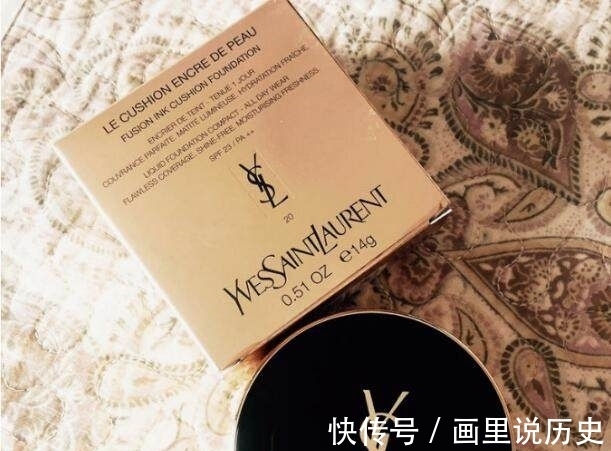 LE CUSHION ENCRE DE PEAU
FUSION INK CUSHION FOUNDATION
ENCRIER DE TEINT - TENUE 1 JOUR
COUVRANCE PARFAITE. MATITÉ LUMINEUSE. HYDRATATION FRAÎCHE.
LIQUID FOUNDATION COMPACT - ALL DAY WEAR
FLAWLESS COVERAGE. SHINE-FREE. MOISTURISING FRESHNESS.
SPF 23 / PA ++
YSL
20
YVESSAINTLAURENT
0.51 OZ ℮14g
快传号 / 画里说历史